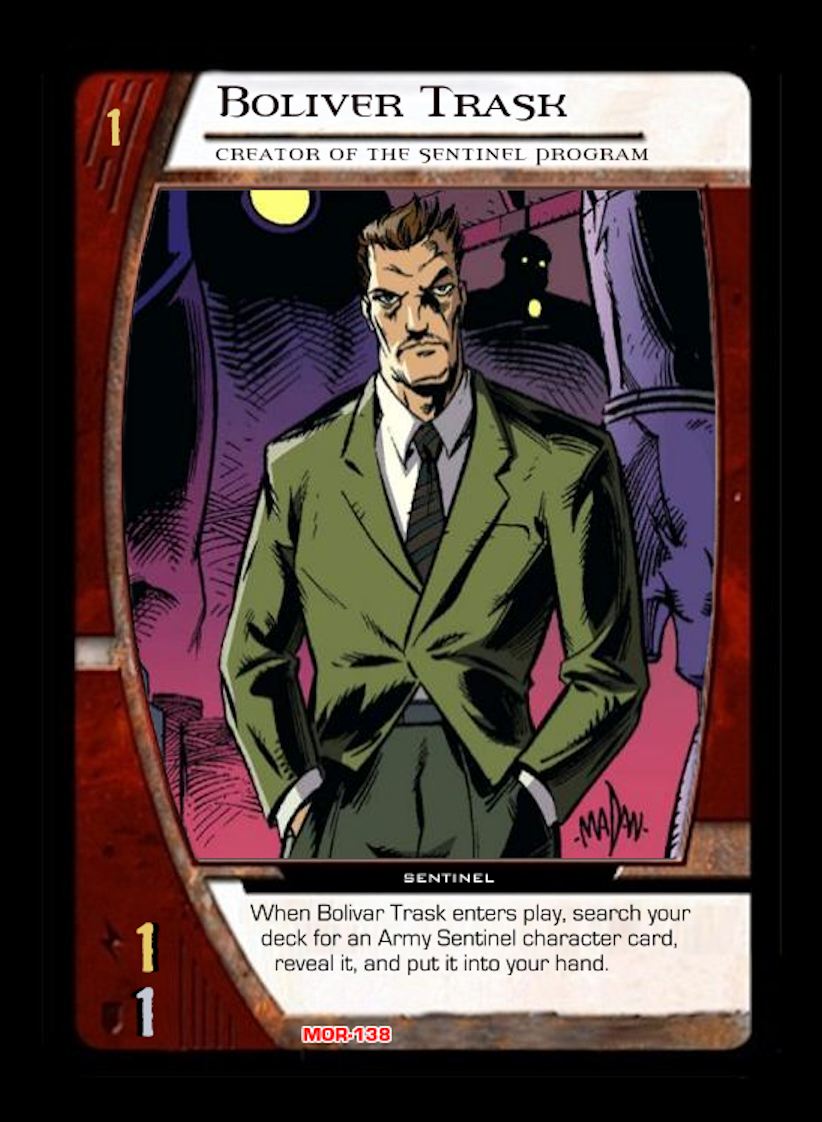 1
Boliver Trask
CREATOR OF THE SENTINEL PROGRAM
-MADAN-
SENTINEL
When Bolivar Trask enters play, search your
deck for an Army Sentinel character card,
reveal it, and put it into your hand.
1
1
MOR-138